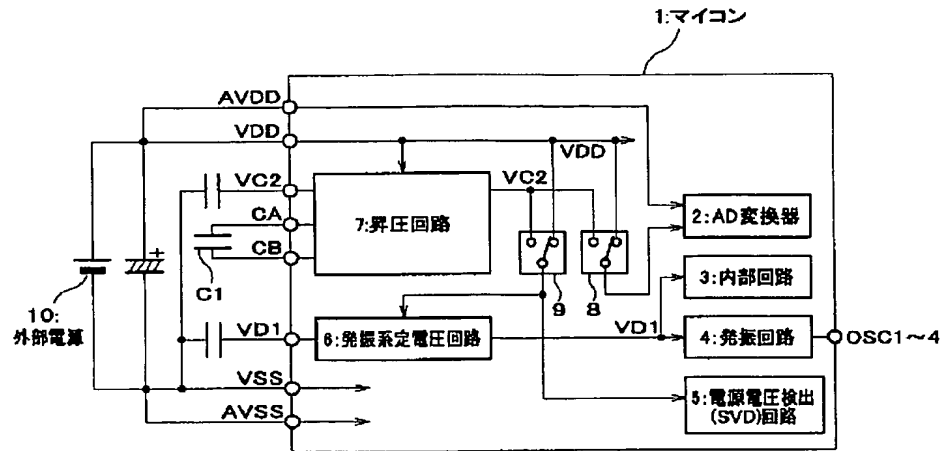 1:マイコン
AVDD
VDD
VDD
VC2
VC2
CA
7:昇圧回路
2:AD変換器
CB
C1
9
8
3:内部回路
10:
外部電源
VD1
6:発振系定電圧回路
VD1
4:発振回路
OSC1～4
VSS
5:電源電圧検出
(SVD)回路
AVSS
+